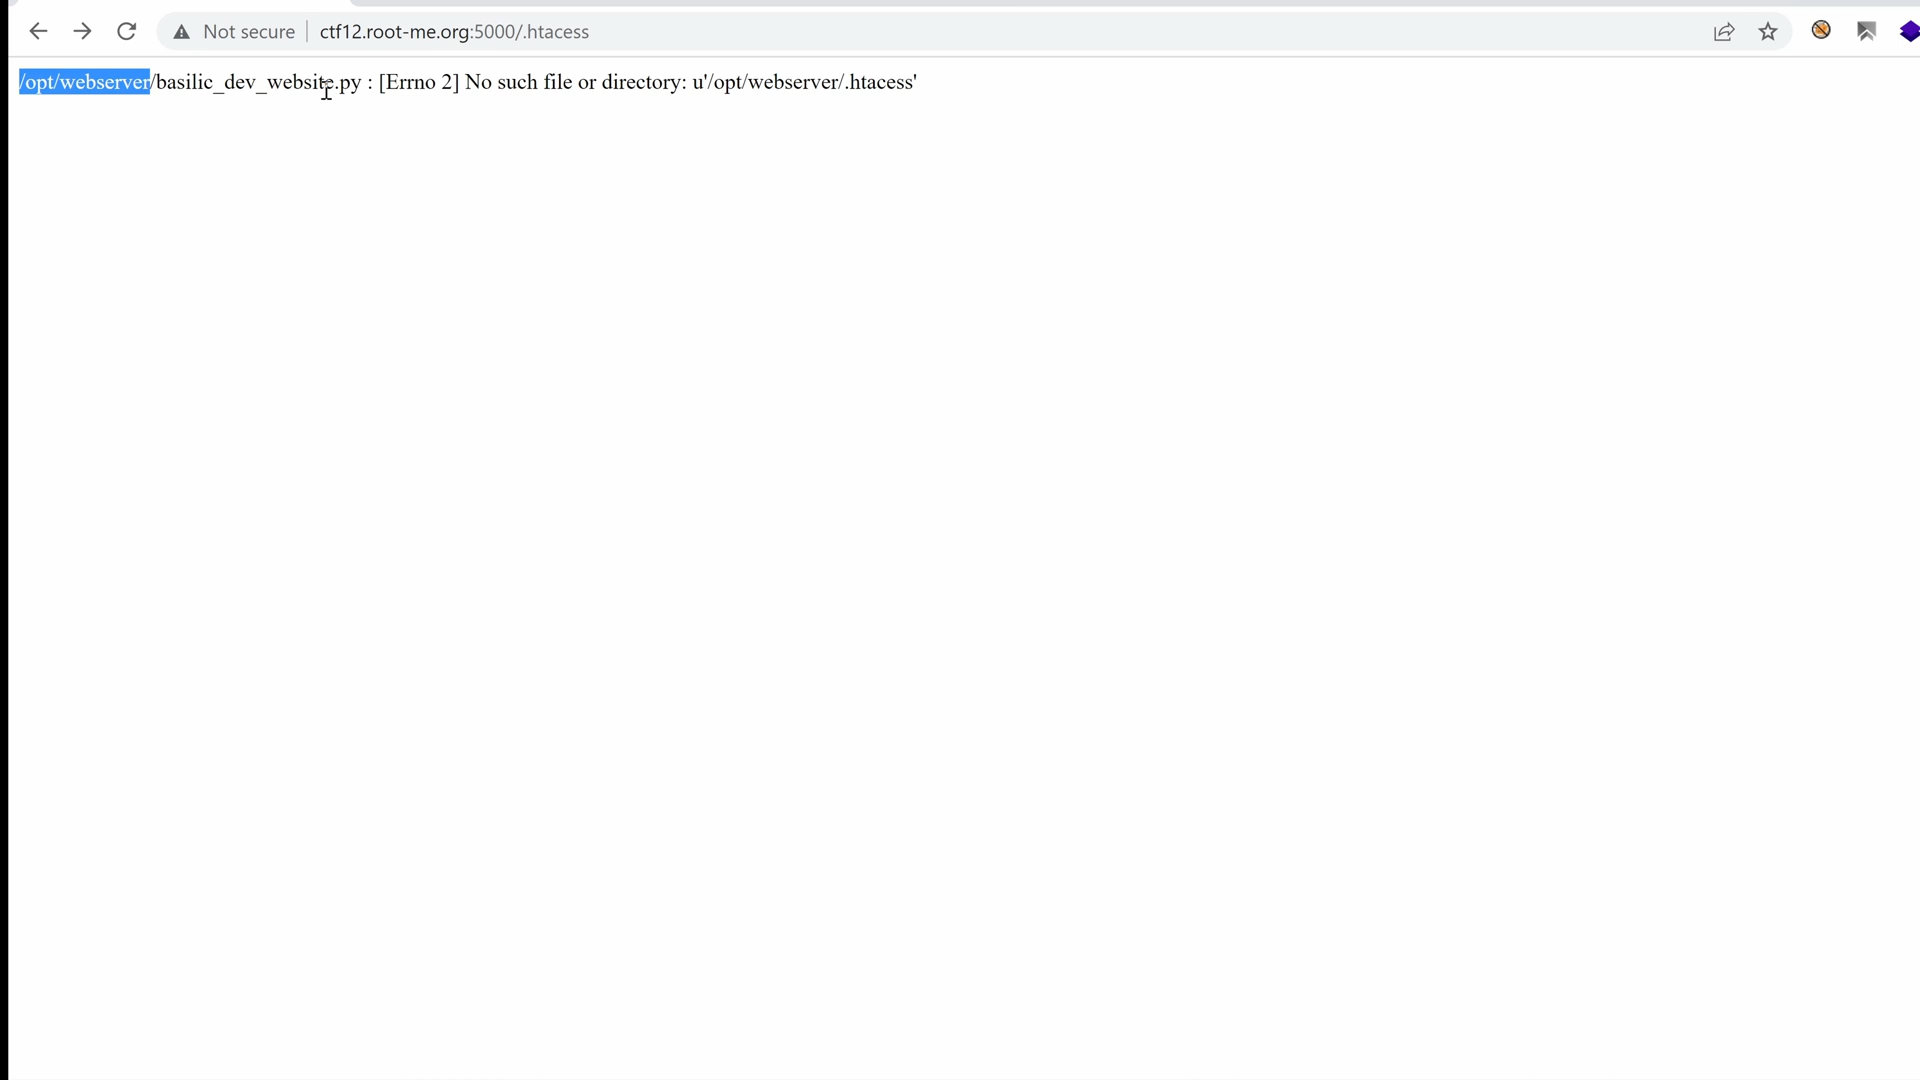 Not secure ctf12.root-me.org:5000/.htacess
/opt/webserver/basilic_dev_website.py : [Errno 2] No such file or directory: u'/opt/webserver/.htacess'